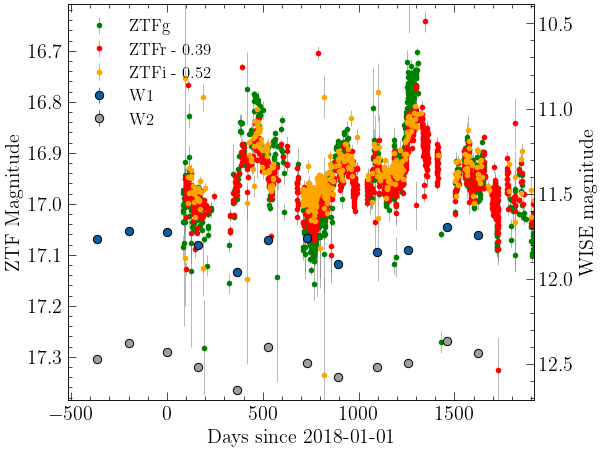 ZTFg
ZTFr - 0.39
ZTFi - 0.52
W1
W2
ZTF Magnitude
16.7
16.8
16.9
17.0
17.1
17.2
17.3
WISE magnitude
10.5
11.0
11.5
12.0
12.5
−500
0
500
1000
1500
Days since 2018-01-01